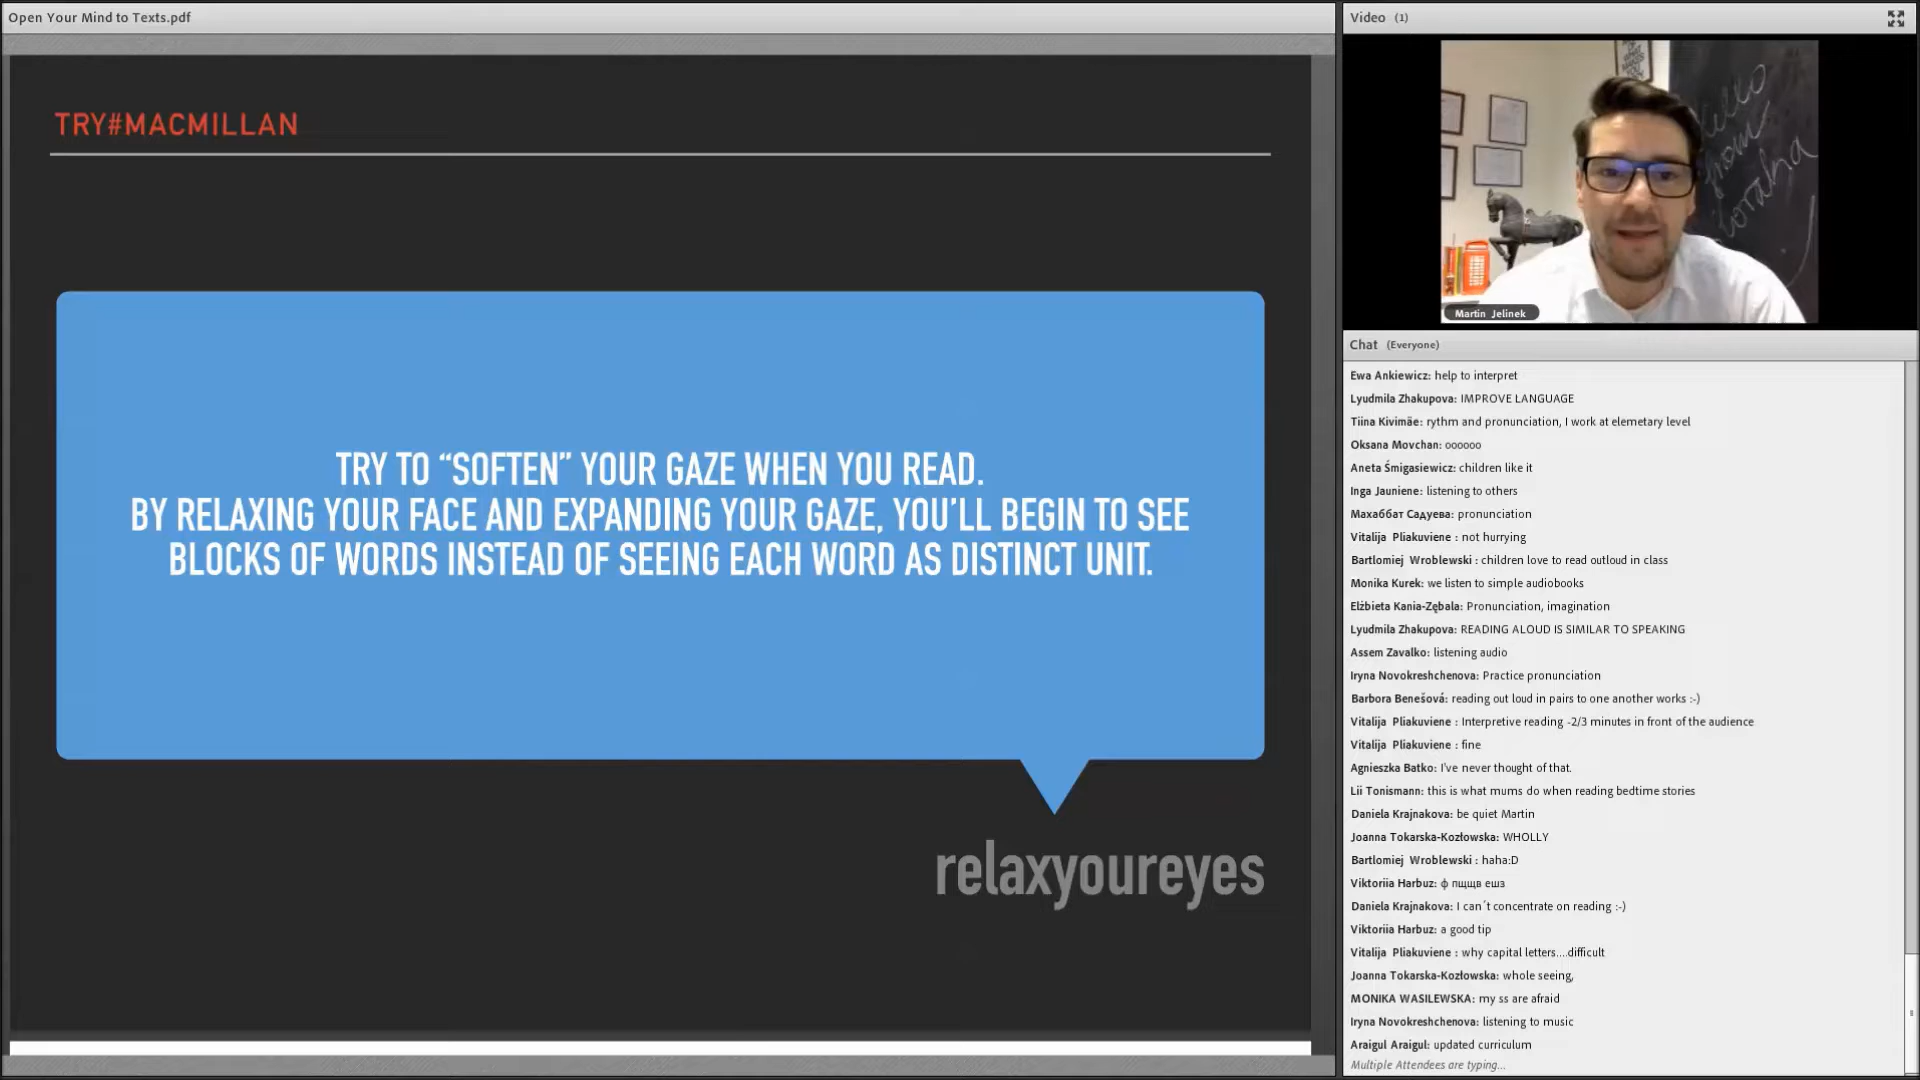 Open Your Mind to Texts.pdf
TRY#MACMILLAN
TRY TO “SOFTEN” YOUR GAZE WHEN YOU READ.
BY RELAXING YOUR FACE AND EXPANDING YOUR GAZE, YOU’LL BEGIN TO SEE
BLOCKS OF WORDS INSTEAD OF SEEING EACH WORD AS DISTINCT UNIT.
relaxyoureyes
Video (1)
Hello
from
Martin Jelinek
Chat (Everyone)
Ewa Ankiewicz: help to interpret
Lyudmila Zhakupova: IMPROVE LANGUAGE
Tiina Kivimäe: rythm and pronunciation, I work at elemetary level
Oksana Movchan: oooooo
Aneta Śmigasiewicz: children like it
Inga Jauniene: listening to others
Махаббат Садуева: pronunciation
Vitalija Pliakuviene : not hurrying
Bartlomiej Wroblewski : children love to read outloud in class
Monika Kurek: we listen to simple audiobooks
Elżbieta Kania-Zębala: Pronunciation, imagination
Lyudmila Zhakupova: READING ALOUD IS SIMILAR TO SPEAKING
Assem Zavalko: listening audio
Iryna Novokreshchenova: Practice pronunciation
Barbora Benešová: reading out loud in pairs to one another works :-)
Vitalija Pliakuviene : Interpretive reading -2/3 minutes in front of the audience
Vitalija Pliakuviene : fine
Agnieszka Batko: I've never thought of that.
Lii Tonismann: this is what mums do when reading bedtime stories
Daniela Krajnakova: be quiet Martin
Joanna Tokarska-Kozłowska: WHOLLY
Bartlomiej Wroblewski : haha:D
Viktoriia Harbuz: ф пщщв ешз
Daniela Krajnakova: I can´t concentrate on reading :-)
Viktoriia Harbuz: a good tip
Vitalija Pliakuviene : why capital letters....difficult
Joanna Tokarska-Kozłowska: whole seeing,
MONIKA WASILEWSKA: my ss are afraid
Iryna Novokreshchenova: listening to music
Araigul Araigul: updated curriculum
Multiple Attendees are typing...